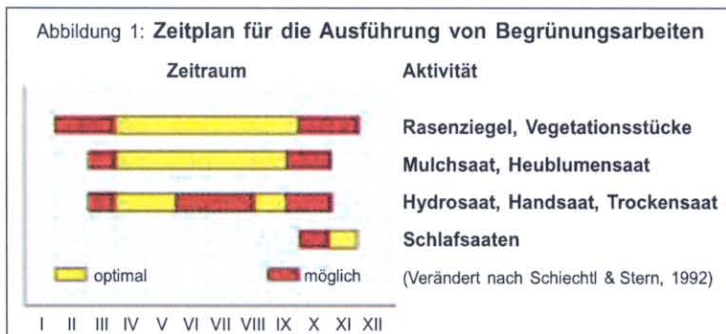 Abbildung 1: Zeitplan für die Ausführung von Begrünungsarbeiten
Zeitraum Aktivität
Rasenziegel, Vegetationsstücke
Mulchsaat, Heublumensaat
Hydrosaat, Handsaat, Trockensaat
Schlafsaaten
optimal möglich (Verändert nach Schiechtl & Stern, 1992)
I II III IV V VI VII VIII IX X XI XII